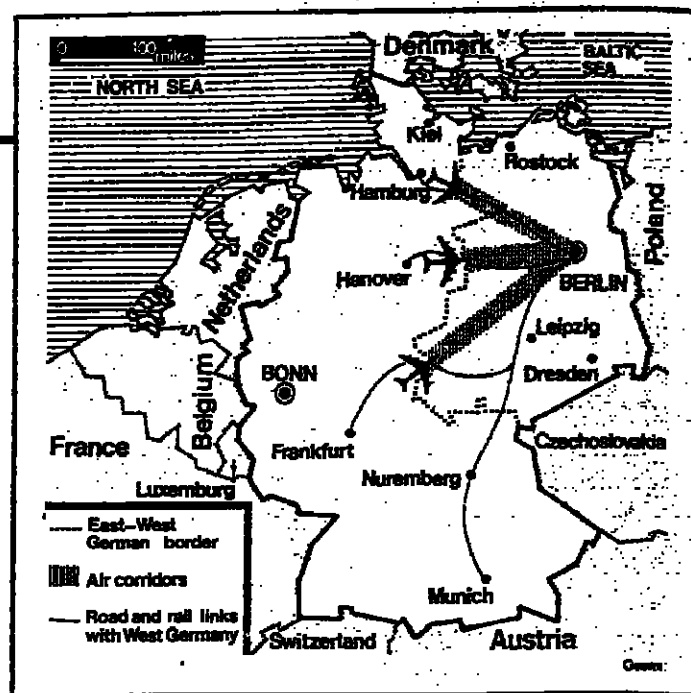 0 100
miles
Denmark
BALTIC
SEA
NORTH SEA
Kiel
Rostock
Hamburg
Poland
Netherlands
Hanover
BERLIN
Leipzig
Belgium
BONN
Dresden
France
Frankfurt
Czechoslovakia
Nuremberg
Luxemburg
East-West
German border
Air corridors
Munich
Road and rail links
with West Germany
Switzerland
Austria